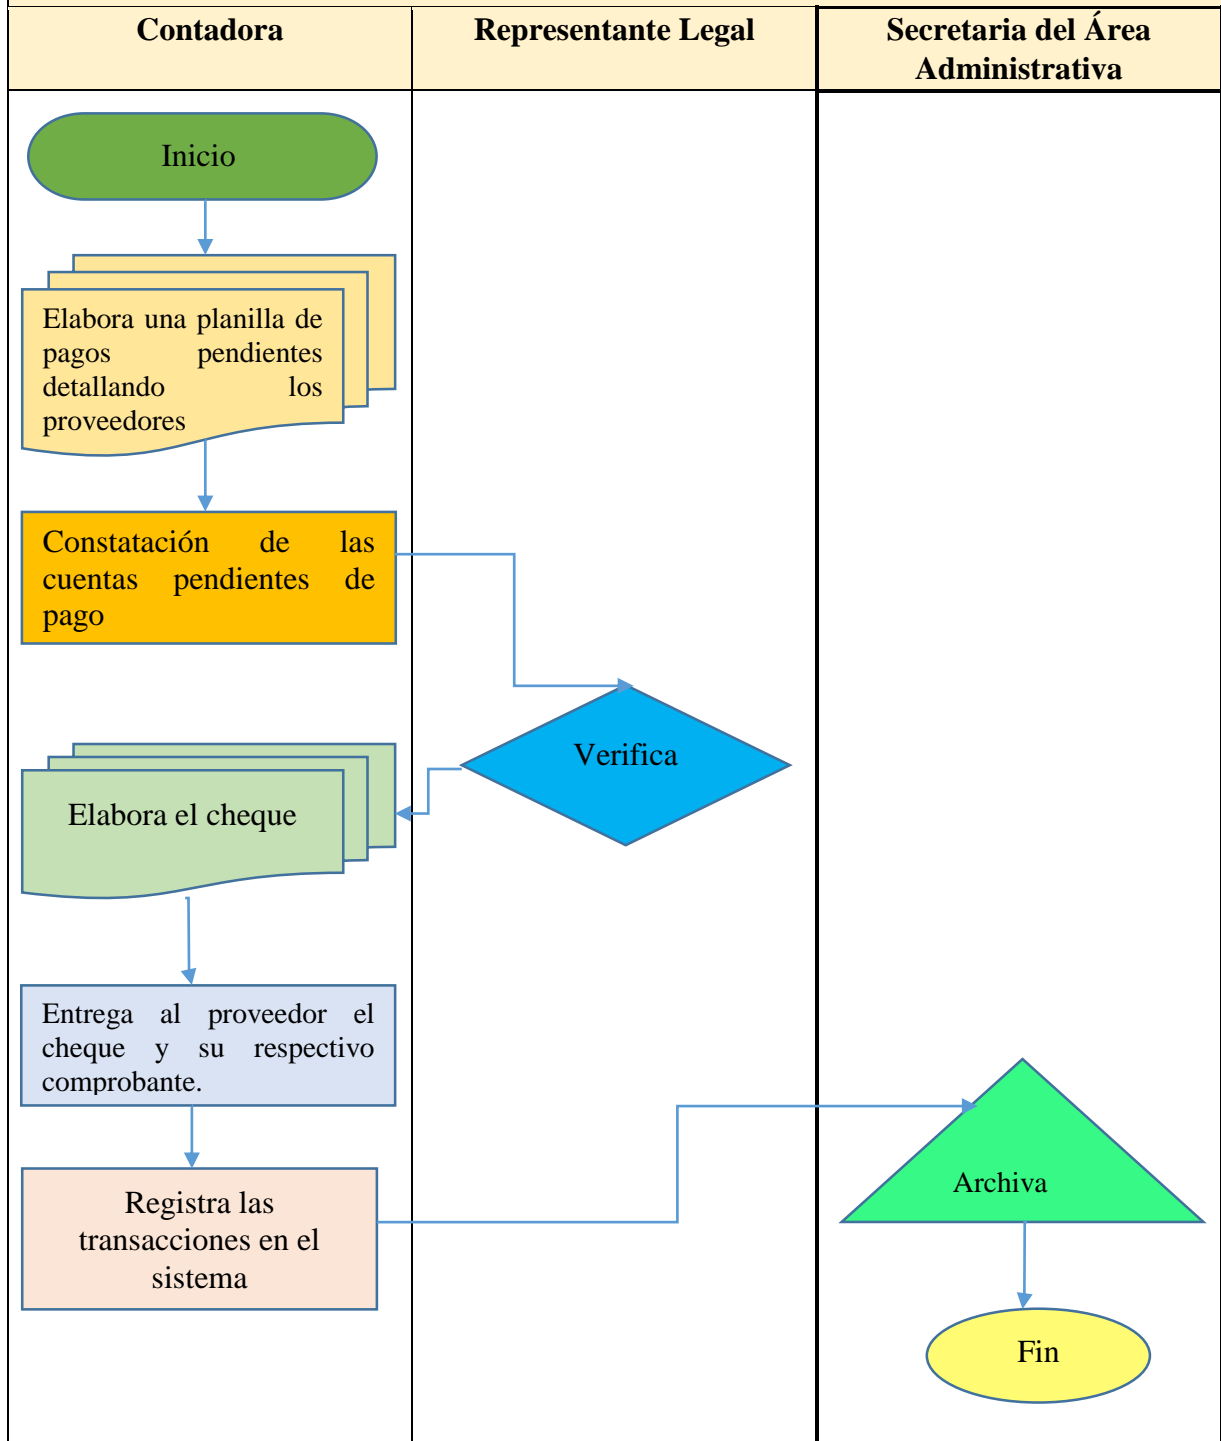 Contadora
Representante Legal
Secretaria del Área
Administrativa
Inicio
Elabora una planilla de
pagos pendientes
detallando los
proveedores
Constatación de las
cuentas pendientes de
pago
Verifica
Elabora el cheque
Entrega al proveedor el
cheque y su respectivo
comprobante.
Registra las
transacciones en el
sistema
Archiva
Fin